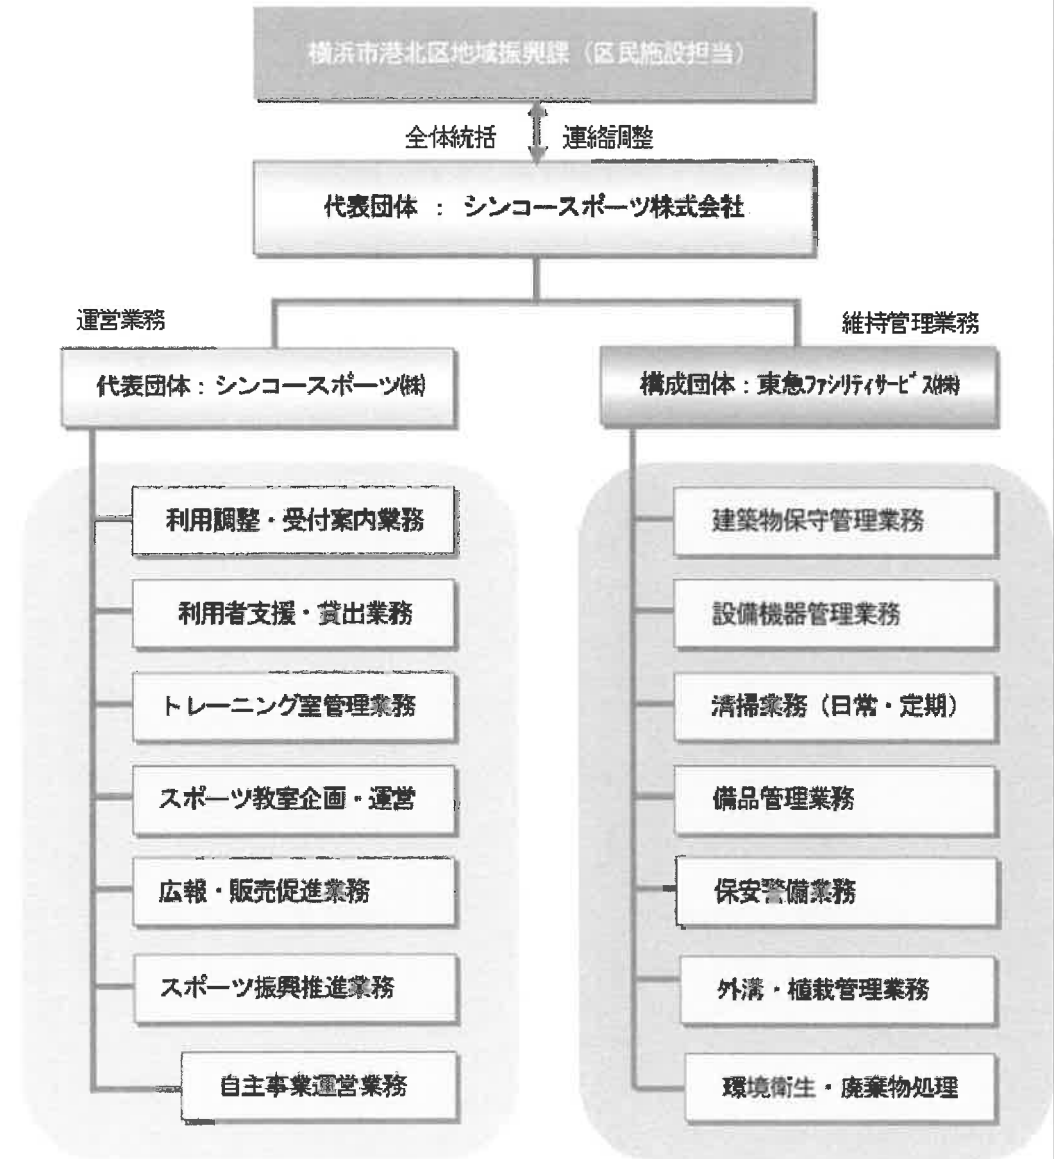 横浜市港北区地域振興課（区民施設担当）
全体統括
連絡調整
代表団体 ： シンコースポーツ株式会社
運営業務
維持管理業務
代表団体：シンコースポーツ㈱
構成団体：東急ファシリティサービス㈱
利用調整・受付案内業務
利用者支援・貸出業務
トレーニング室管理業務
スポーツ教室企画・運営
広報・販売促進業務
スポーツ振興推進業務
自主事業運営業務
建築物保守管理業務
設備機器管理業務
清掃業務（日常・定期）
備品管理業務
保安警備業務
外溝・植栽管理業務
環境衛生・廃棄物処理